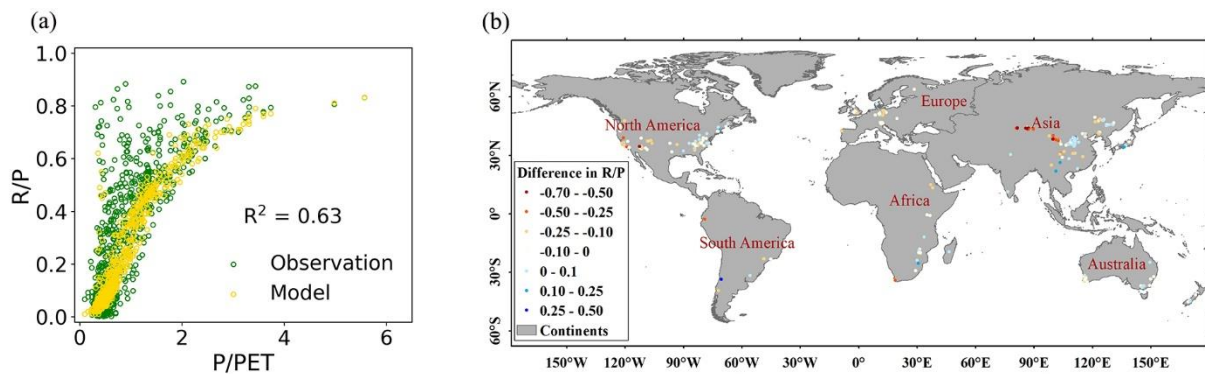 (a)
1.0
0.8
0.6
0.4
0.2
0.0
R/P
R² = 0.63
Observation
Model
0
2
4
6
P/PET
(b)
60°N
30°N
0°
30°S
60°S
North America
South America
Europe
Africa
Asia
Australia
Difference in R/P
-0.70 - -0.50
-0.50 - -0.25
-0.25 - -0.10
-0.10 - 0
0 - 0.1
0.10 - 0.25
0.25 - 0.50
Continents
150°W 120°W 90°W 60°W 30°W 0° 30°E 60°E 90°E 120°E 150°E